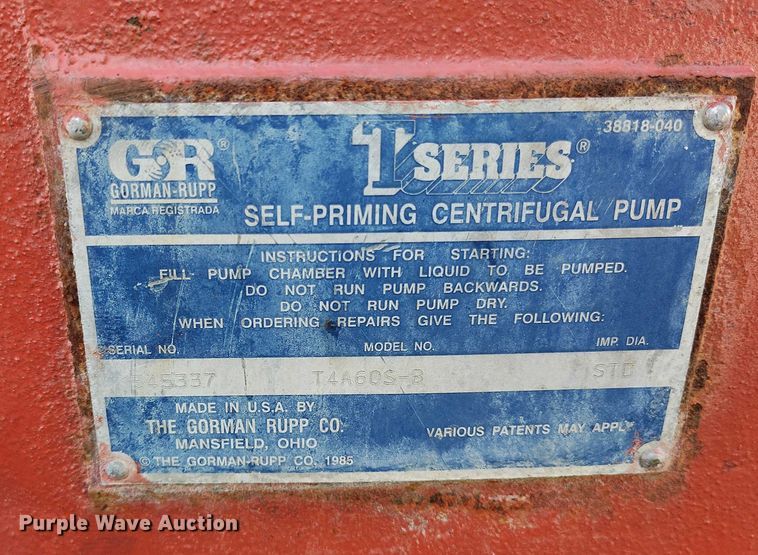 38818-040
GR®
GORMAN-RUPP
MARCA REGISTRADA
T SERIES®
SELF-PRIMING CENTRIFUGAL PUMP
INSTRUCTIONS FOR STARTING:
FILL PUMP CHAMBER WITH LIQUID TO BE PUMPED.
DO NOT RUN PUMP BACKWARDS.
DO NOT RUN PUMP DRY.
WHEN ORDERING REPAIRS GIVE THE FOLLOWING:
SERIAL NO. MODEL NO. IMP. DIA.
T4A60S-B STD
MADE IN U.S.A. BY
THE GORMAN RUPP CO.
MANSFIELD, OHIO
VARIOUS PATENTS MAY APPLY
© THE GORMAN-RUPP CO. 1985
Purple Wave Auction